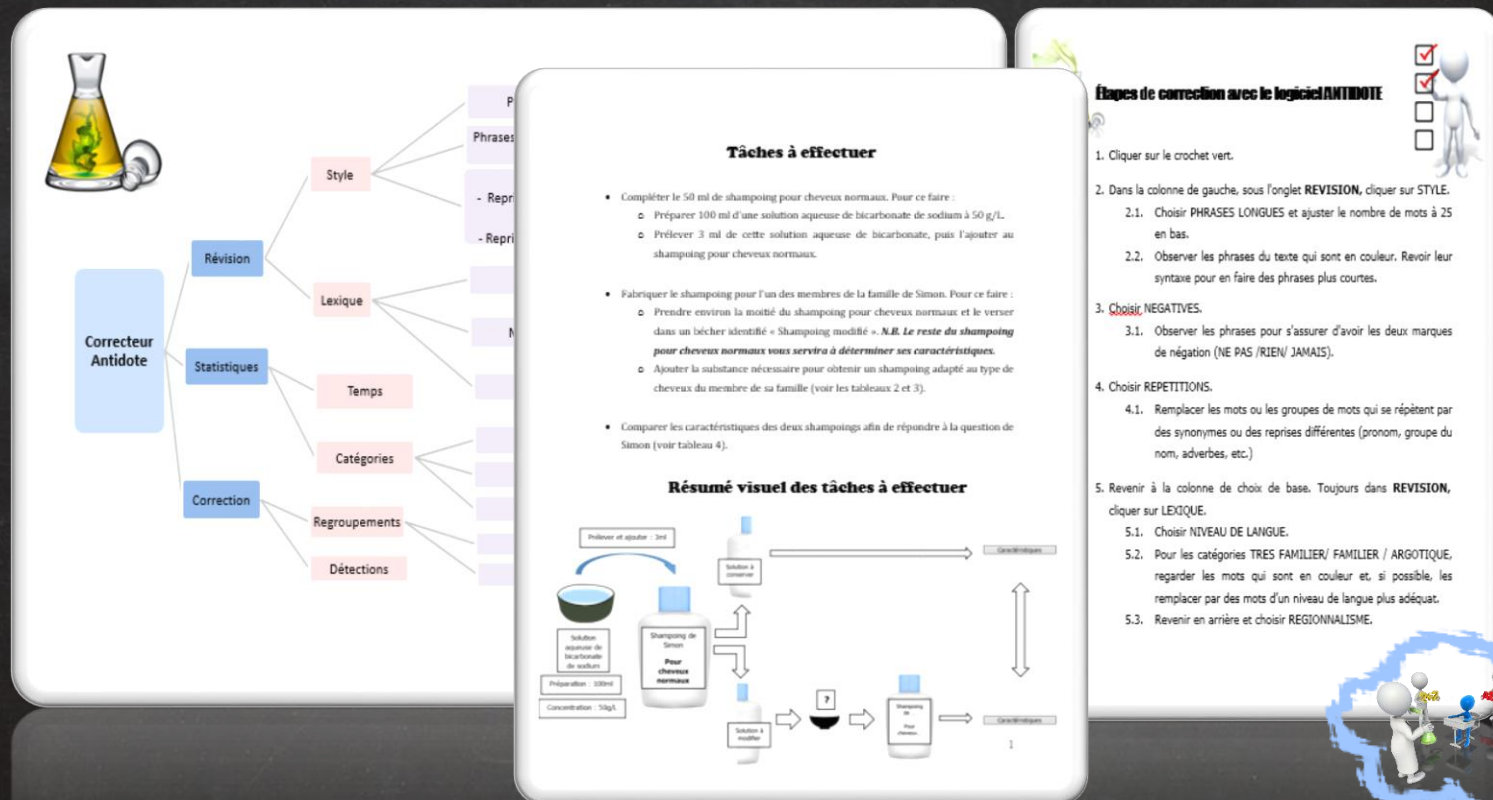 Correcteur
Antidote
Révision
Statistiques
Correction
Style
Lexique
Temps
Catégories
Regroupements
Détections
P
Phrases
- Repr
- Repri
N
Tâches à effectuer
• Compléter le 50 ml de shampoing pour cheveux normaux. Pour ce faire :
o Préparer 100 ml d'une solution aqueuse de bicarbonate de sodium à 50 g/L.
o Prélever 3 ml de cette solution aqueuse de bicarbonate, puis l'ajouter au
shampoing pour cheveux normaux.
• Fabriquer le shampoing pour l'un des membres de la famille de Simon. Pour ce faire :
o Prendre environ la moitié du shampoing pour cheveux normaux et le verser
dans un bécher identifié « Shampoing modifié ». N.B. Le reste du shampoing
pour cheveux normaux vous servira à déterminer ses caractéristiques.
o Ajouter la substance nécessaire pour obtenir un shampoing adapté au type de
cheveux du membre de sa famille (voir les tableaux 2 et 3).
• Comparer les caractéristiques des deux shampoings afin de répondre à la question de
Simon (voir tableau 4).
Résumé visuel des tâches à effectuer
Prélever et ajouter : 3ml
Solution à
conserver
Caractéristiques
Solution
aqueuse de
bicarbonate
de sodium
Préparation : 100ml
Concentration : 50g/L
Shampoing de
Simon
Pour
cheveux
normaux
Solution à
modifier
?
Shampoing
de
Pour
cheveux
Caractéristiques
1
Étapes de correction avec le logiciel ANTIDOTE
1. Cliquer sur le crochet vert.
2. Dans la colonne de gauche, sous l'onglet REVISION, cliquer sur STYLE.
2.1. Choisir PHRASES LONGUES et ajuster le nombre de mots à 25
en bas.
2.2. Observer les phrases du texte qui sont en couleur. Revoir leur
syntaxe pour en faire des phrases plus courtes.
3. Choisir NEGATIVES.
3.1. Observer les phrases pour s'assurer d'avoir les deux marques
de négation (NE PAS /RIEN/ JAMAIS).
4. Choisir REPETITIONS.
4.1. Remplacer les mots ou les groupes de mots qui se répètent par
des synonymes ou des reprises différentes (pronom, groupe du
nom, adverbes, etc.)
5. Revenir à la colonne de choix de base. Toujours dans REVISION,
cliquer sur LEXIQUE.
5.1. Choisir NIVEAU DE LANGUE.
5.2. Pour les catégories TRES FAMILIER/ FAMILIER / ARGOTIQUE,
regarder les mots qui sont en couleur et, si possible, les
remplacer par des mots d'un niveau de langue plus adéquat.
5.3. Revenir en arrière et choisir REGIONNALISME.